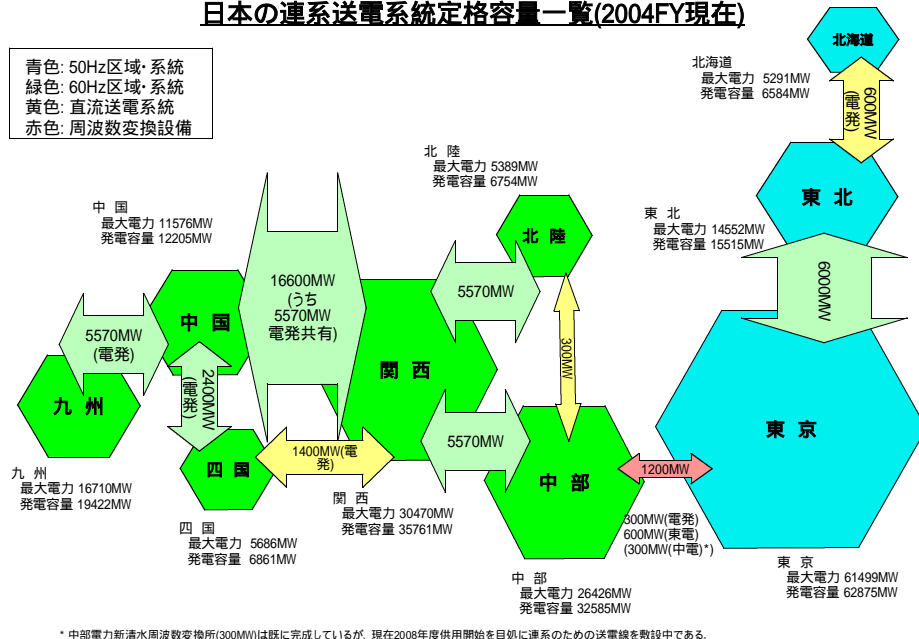 日本の連系送電系統定格容量一覧(2004FY現在)
青色: 50Hz区域・系統
緑色: 60Hz区域・系統
黄色: 直流送電系統
赤色: 周波数変換設備
北海道
北海道
最大電力 5291MW
発電容量 6584MW
600MW
(電発)
北 陸
最大電力 5389MW
発電容量 6754MW
東 北
中 国
最大電力 11576MW
発電容量 12205MW
東 北
最大電力 14552MW
発電容量 15515MW
北 陸
6000MW
16600MW
(うち
5570MW
電発共有)
5570MW
中 国
5570MW
(電発)
300MW
関 西
2400MW
(電発)
九 州
東 京
5570MW
1400MW(電
発)
四 国
中 部
1200MW
九 州
最大電力 16710MW
発電容量 19422MW
関 西
最大電力 30470MW
発電容量 35761MW
300MW(電発)
600MW(東電)
(300MW(中電)*)
四 国
最大電力 5686MW
発電容量 6861MW
東 京
最大電力 61499MW
発電容量 62875MW
中 部
最大電力 26426MW
発電容量 32585MW
* 中部電力新清水周波数変換所(300MW)は既に完成しているが, 現在2008年度供用開始を目処に連系のための送電線を敷設中である。